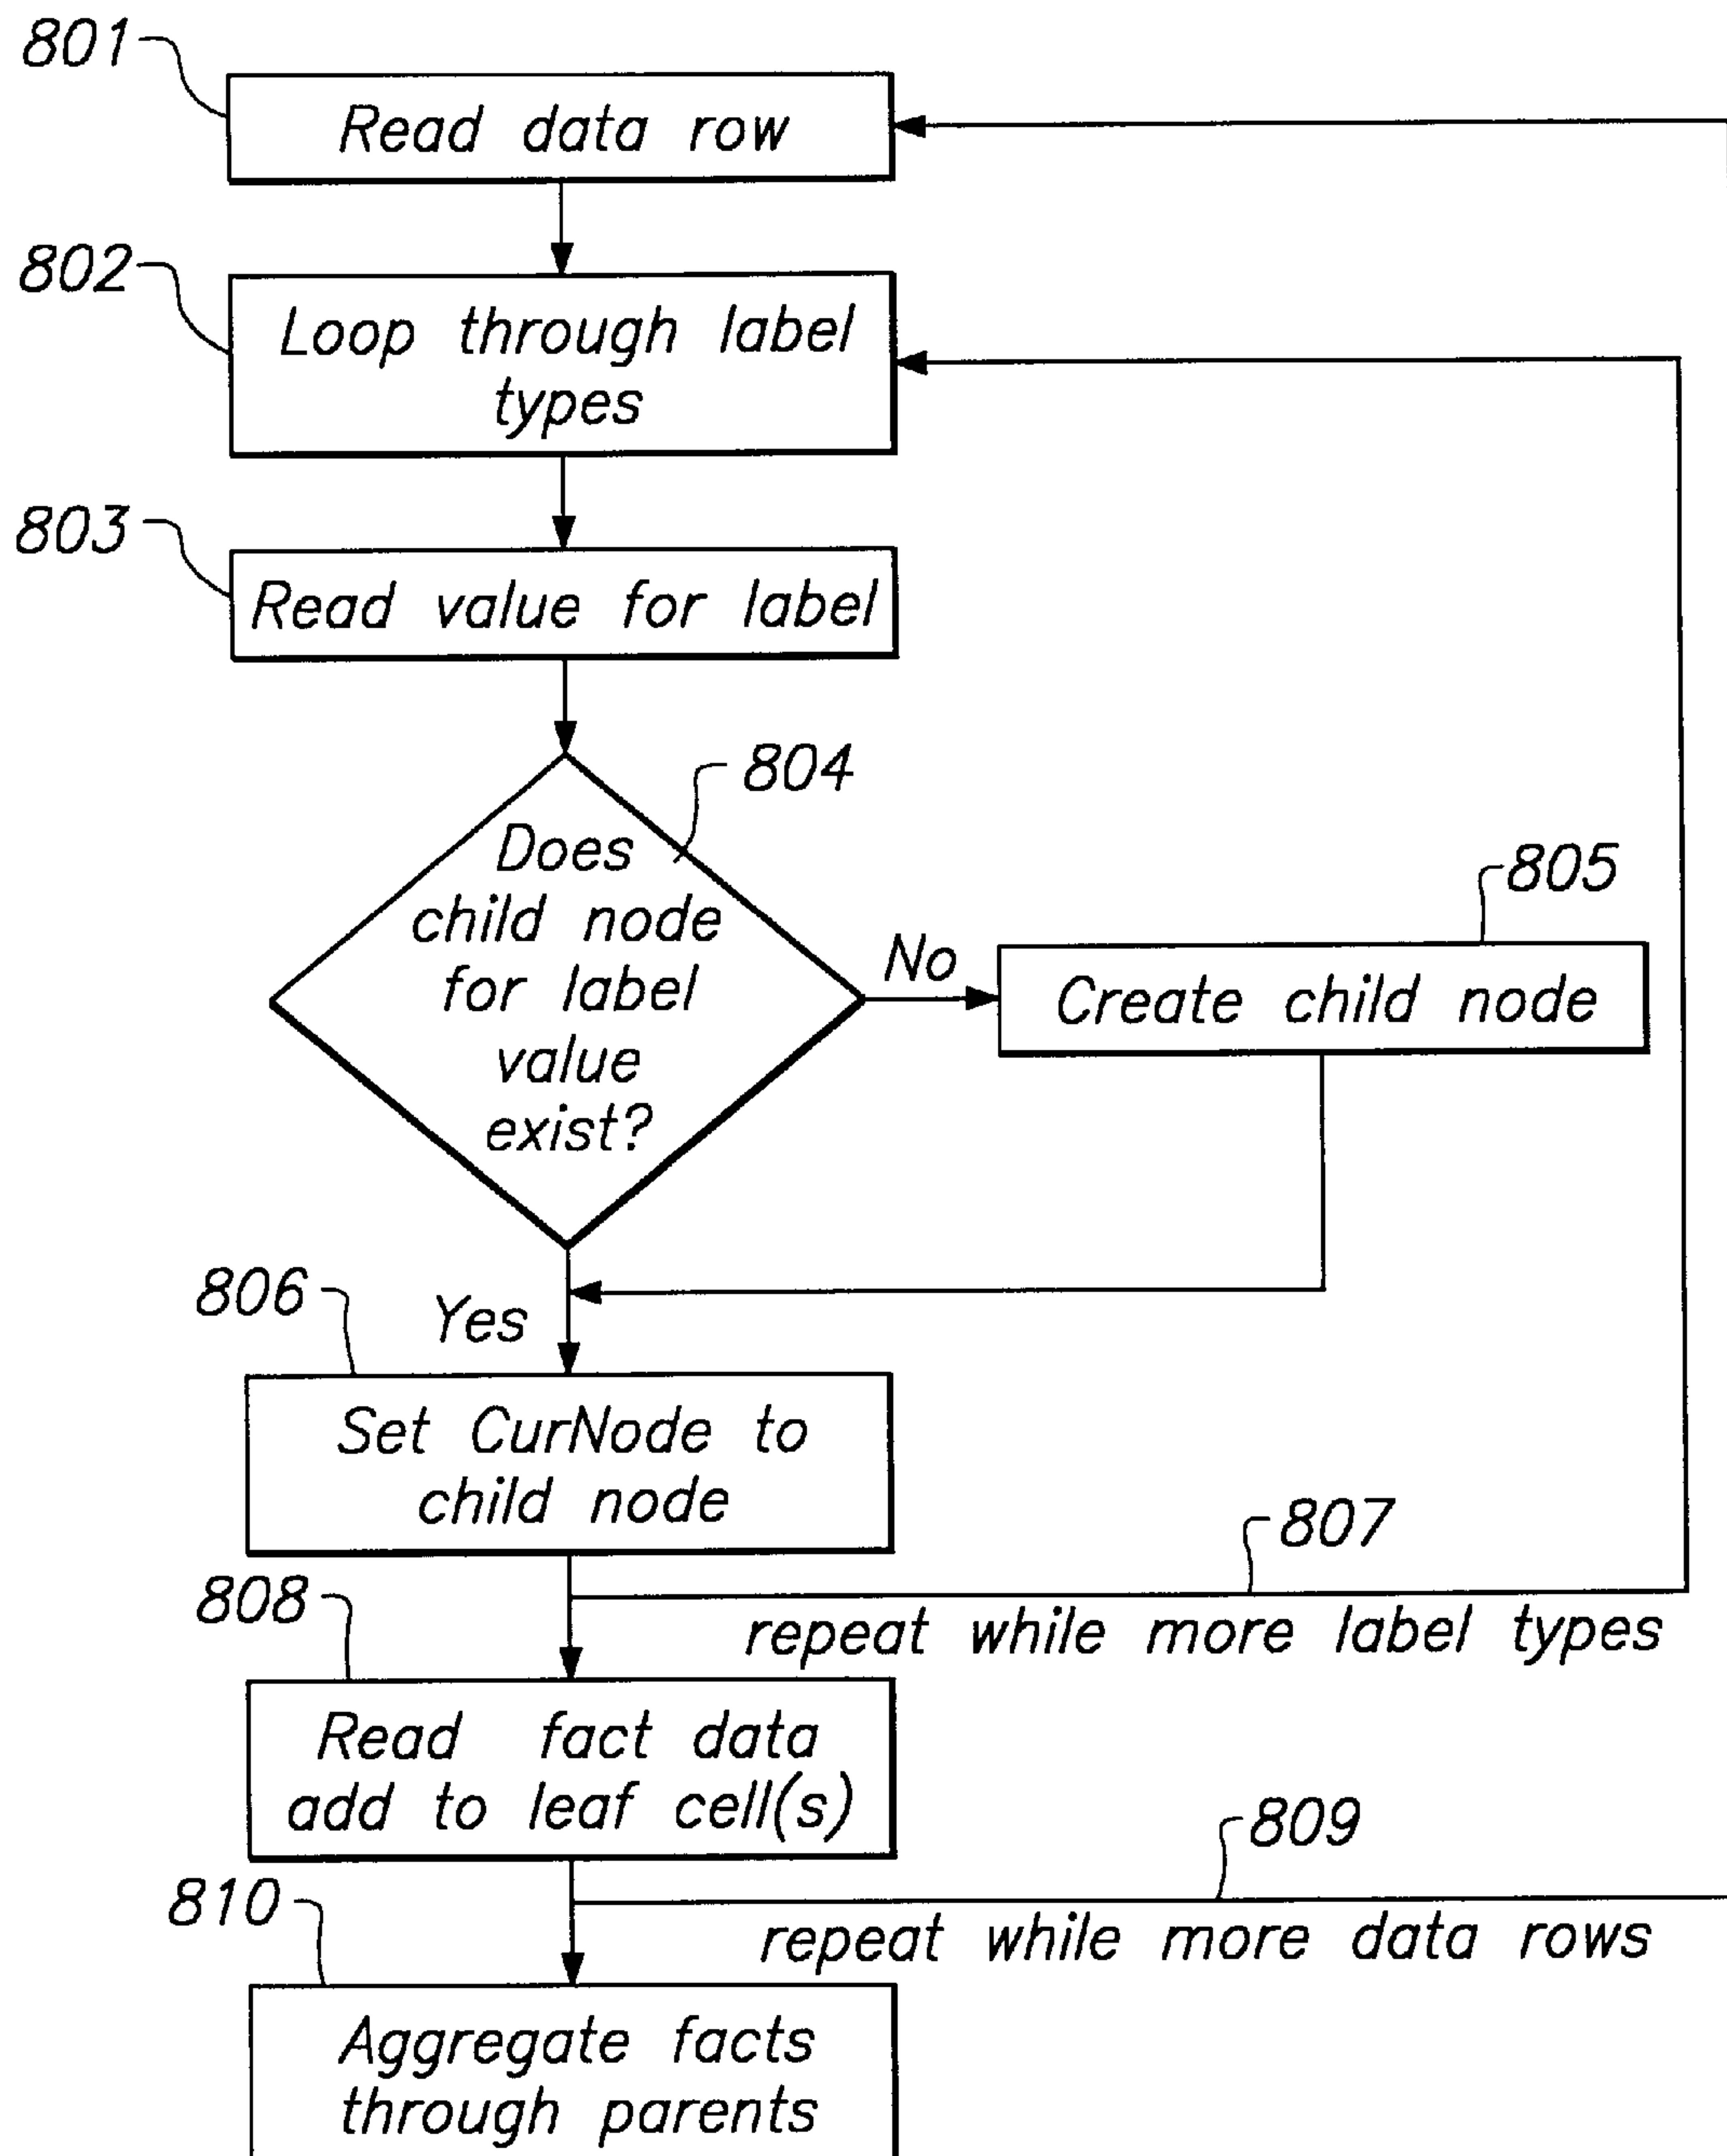 801
Read data row
802
Loop through label
types
803
Read value for label
804
Does
child node
for label
value
exist?
No
805
Create child node
806
Yes
Set CurNode to
child node
807
repeat while more label types
808
Read fact data
add to leaf cell(s)
809
repeat while more data rows
810
Aggregate facts
through parents